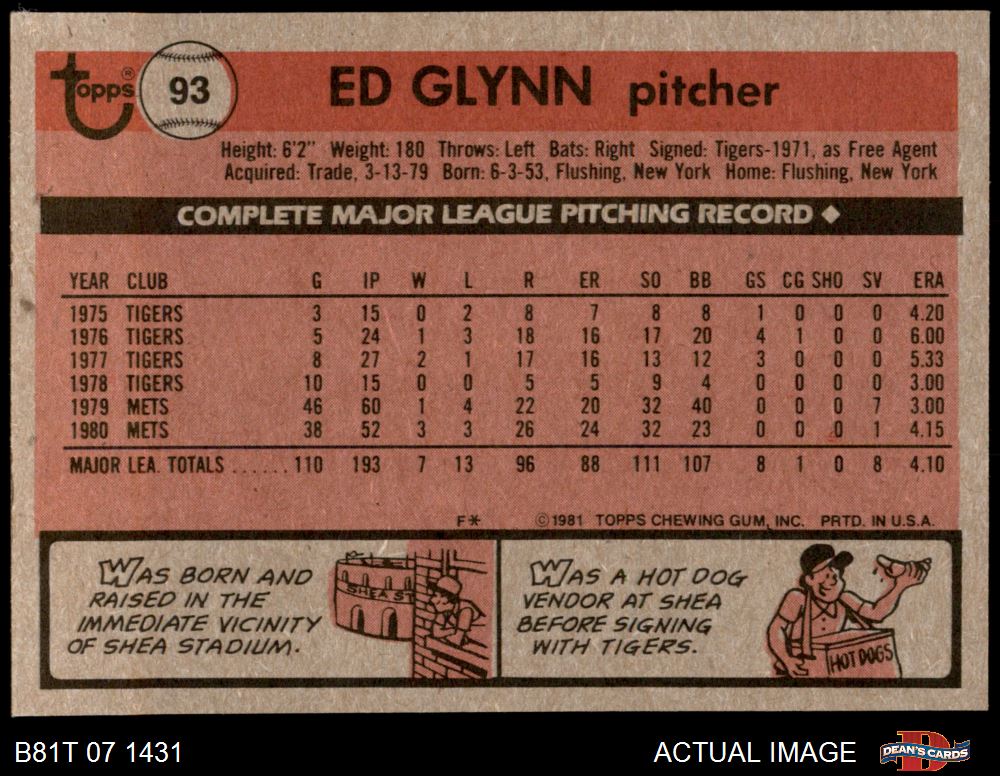 Topps® 93 ED GLYNN pitcher
Height: 6'2" Weight: 180 Throws: Left Bats: Right Signed: Tigers-1971, as Free Agent
Acquired: Trade, 3-13-79 Born: 6-3-53, Flushing, New York Home: Flushing, New York
COMPLETE MAJOR LEAGUE PITCHING RECORD ◆
YEAR CLUB G IP W L R ER SO BB GS CG SHO SV ERA
1975 TIGERS 3 15 0 2 8 7 8 8 1 0 0 0 4.20
1976 TIGERS 5 24 1 3 18 16 17 20 4 1 0 0 6.00
1977 TIGERS 8 27 2 1 17 16 13 12 3 0 0 0 5.33
1978 TIGERS 10 15 0 0 5 5 9 4 0 0 0 0 3.00
1979 METS 46 60 1 4 22 20 32 40 0 0 0 7 3.00
1980 METS 38 52 3 3 26 24 32 23 0 0 0 1 4.15
MAJOR LEA. TOTALS ...... 110 193 7 13 96 88 111 107 8 1 0 8 4.10
F* ©1981 TOPPS CHEWING GUM, INC. PRTD. IN U.S.A.
WAS BORN AND
RAISED IN THE
IMMEDIATE VICINITY
OF SHEA STADIUM.
SHEA ST
WAS A HOT DOG
VENDOR AT SHEA
BEFORE SIGNING
WITH TIGERS.
HOT DOGS
B81T 07 1431 ACTUAL IMAGE DEAN'S CARDS